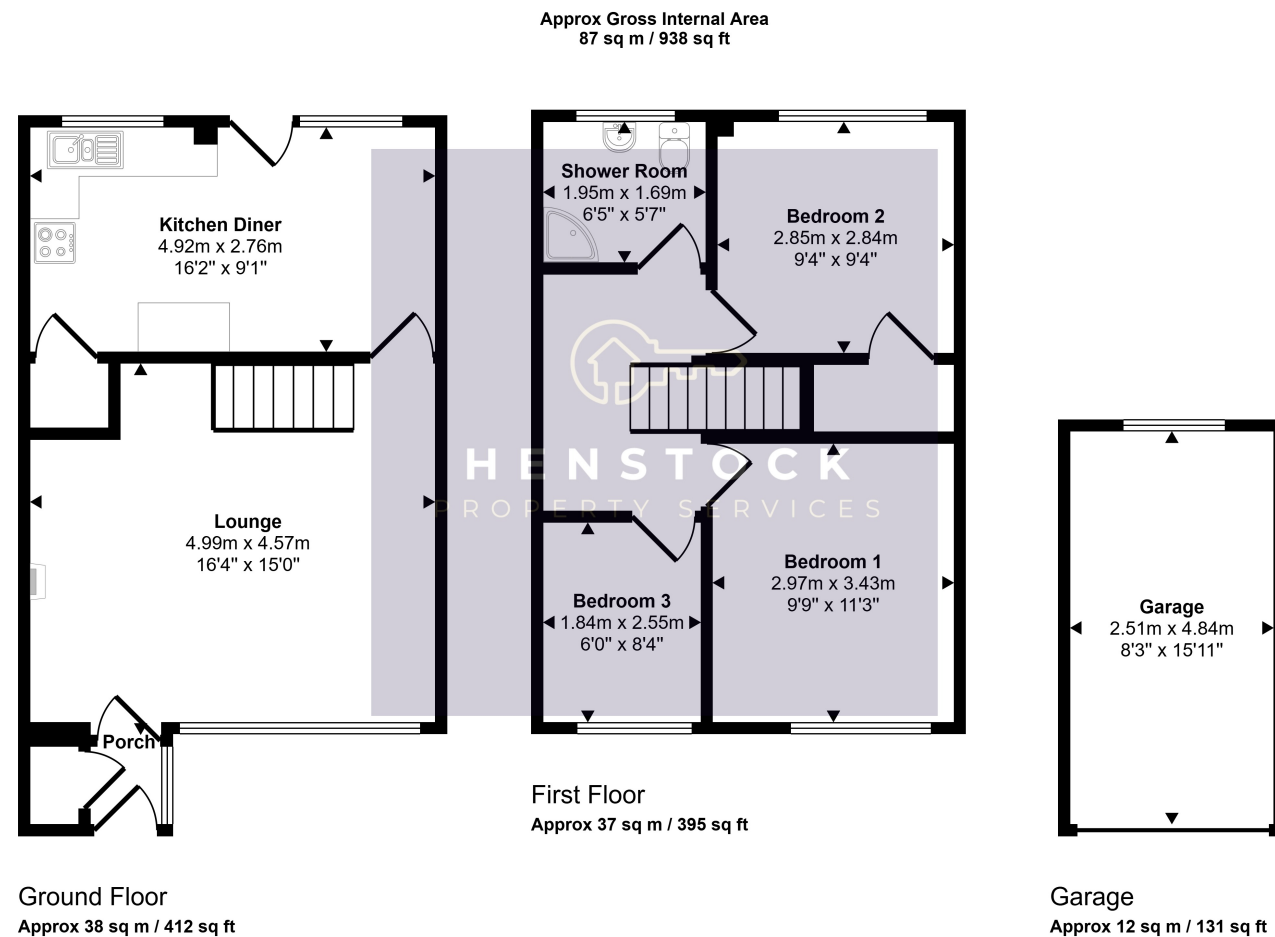 Approx Gross Internal Area
87 sq m / 938 sq ft
Kitchen Diner
4.92m x 2.76m
16'2" x 9'1"
Lounge
4.99m x 4.57m
16'4" x 15'0"
Porch
Ground Floor
Approx 38 sq m / 412 sq ft
Shower Room
1.95m x 1.69m
6'5" x 5'7"
Bedroom 2
2.85m x 2.84m
9'4" x 9'4"
HENSTOCK
PROPERTY SERVICES
Bedroom 1
2.97m x 3.43m
9'9" x 11'3"
Bedroom 3
1.84m x 2.55m
6'0" x 8'4"
First Floor
Approx 37 sq m / 395 sq ft
Garage
2.51m x 4.84m
8'3" x 15'11"
Garage
Approx 12 sq m / 131 sq ft